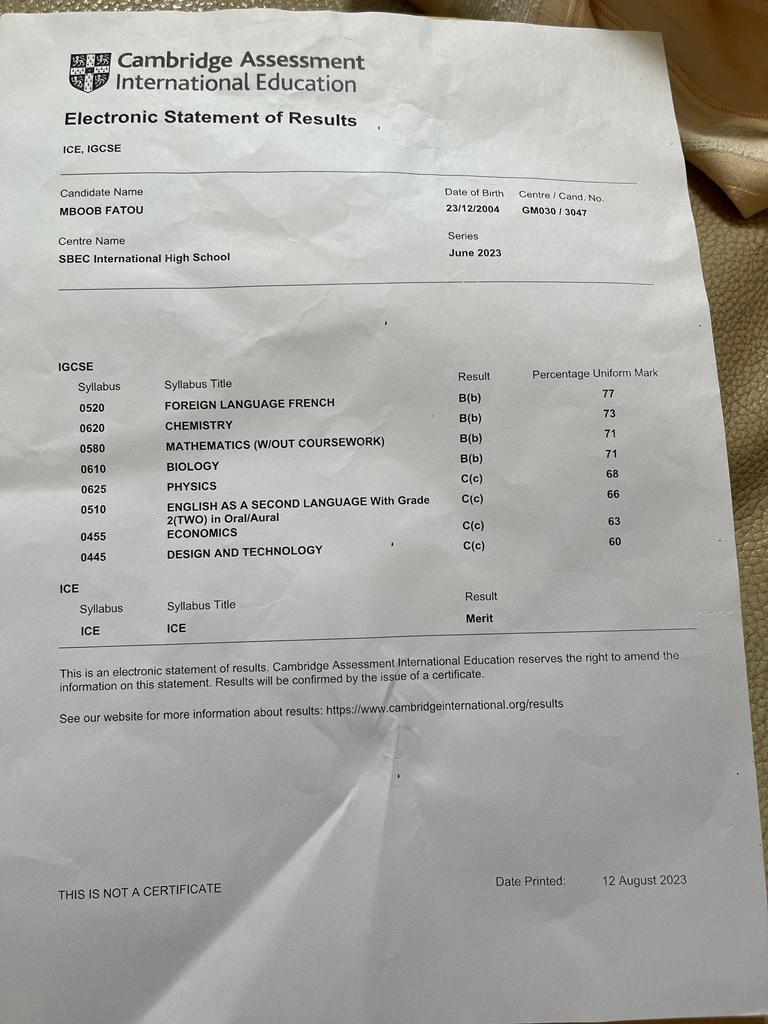 Cambridge Assessment
International Education
Electronic Statement of Results
ICE, IGCSE
Candidate Name Date of Birth Centre / Cand. No.
MBOOB FATOU 23/12/2004 GM030 / 3047
Centre Name Series
SBEC International High School June 2023
IGCSE
Syllabus Syllabus Title Result Percentage Uniform Mark
0520 FOREIGN LANGUAGE FRENCH B(b) 77
0620 CHEMISTRY B(b) 73
0580 MATHEMATICS (W/OUT COURSEWORK) B(b) 71
0610 BIOLOGY B(b) 71
0625 PHYSICS C(c) 68
0510 ENGLISH AS A SECOND LANGUAGE With Grade C(c) 66
2(TWO) in Oral/Aural
0455 ECONOMICS C(c) 63
0445 DESIGN AND TECHNOLOGY C(c) 60
ICE
Syllabus Syllabus Title Result
ICE ICE Merit
This is an electronic statement of results. Cambridge Assessment International Education reserves the right to amend the
information on this statement. Results will be confirmed by the issue of a certificate.
See our website for more information about results: https://www.cambridgeinternational.org/results
THIS IS NOT A CERTIFICATE Date Printed: 12 August 2023